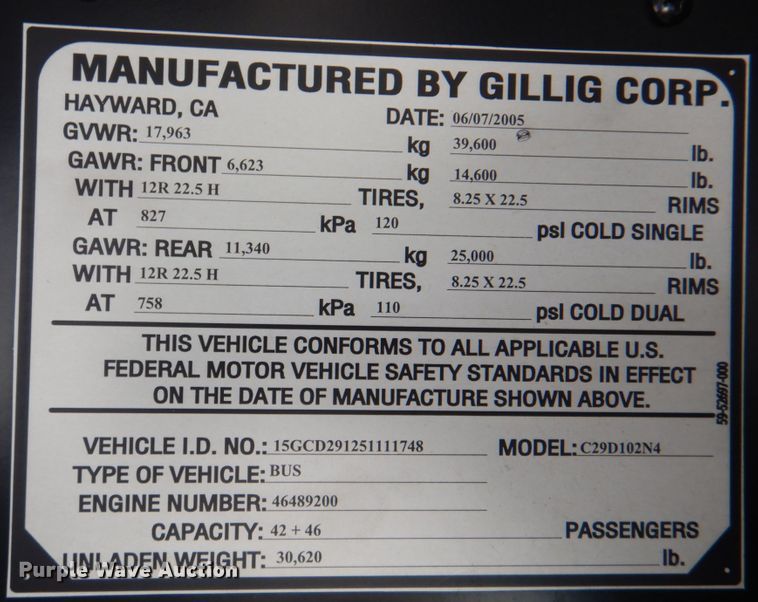 MANUFACTURED BY GILLIG CORP.
HAYWARD, CA DATE: 06/07/2005
GVWR: 17,963 kg 39,600 lb.
GAWR: FRONT 6,623 kg 14,600 lb.
WITH 12R 22.5 H TIRES, 8.25 X 22.5 RIMS
AT 827 kPa 120 psI COLD SINGLE
GAWR: REAR 11,340 kg 25,000 lb.
WITH 12R 22.5 H TIRES, 8.25 X 22.5 RIMS
AT 758 kPa 110 psI COLD DUAL
THIS VEHICLE CONFORMS TO ALL APPLICABLE U.S.
FEDERAL MOTOR VEHICLE SAFETY STANDARDS IN EFFECT
ON THE DATE OF MANUFACTURE SHOWN ABOVE.
59-52697-000
VEHICLE I.D. NO.: 15GCD291251111748 MODEL: C29D102N4
TYPE OF VEHICLE: BUS
ENGINE NUMBER: 46489200
CAPACITY: 42 + 46 PASSENGERS
UNLADEN WEIGHT: 30,620 lb.
Purple Wave Auction